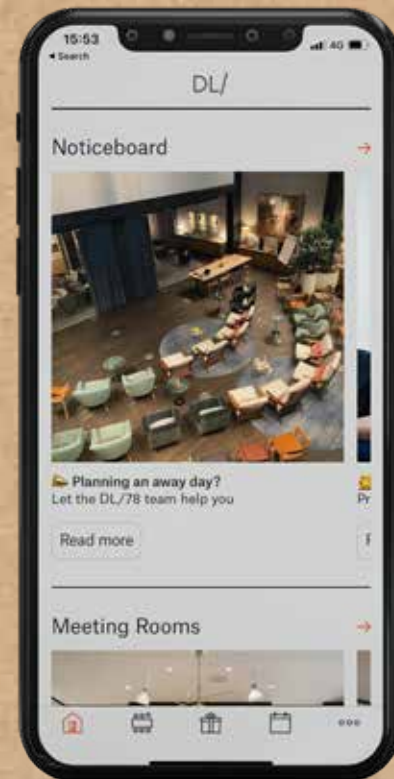 15:53
4G
◂ Search
DL/
Noticeboard →
Planning an away day?
Let the DL/78 team help you
Pr
Read more
Meeting Rooms →